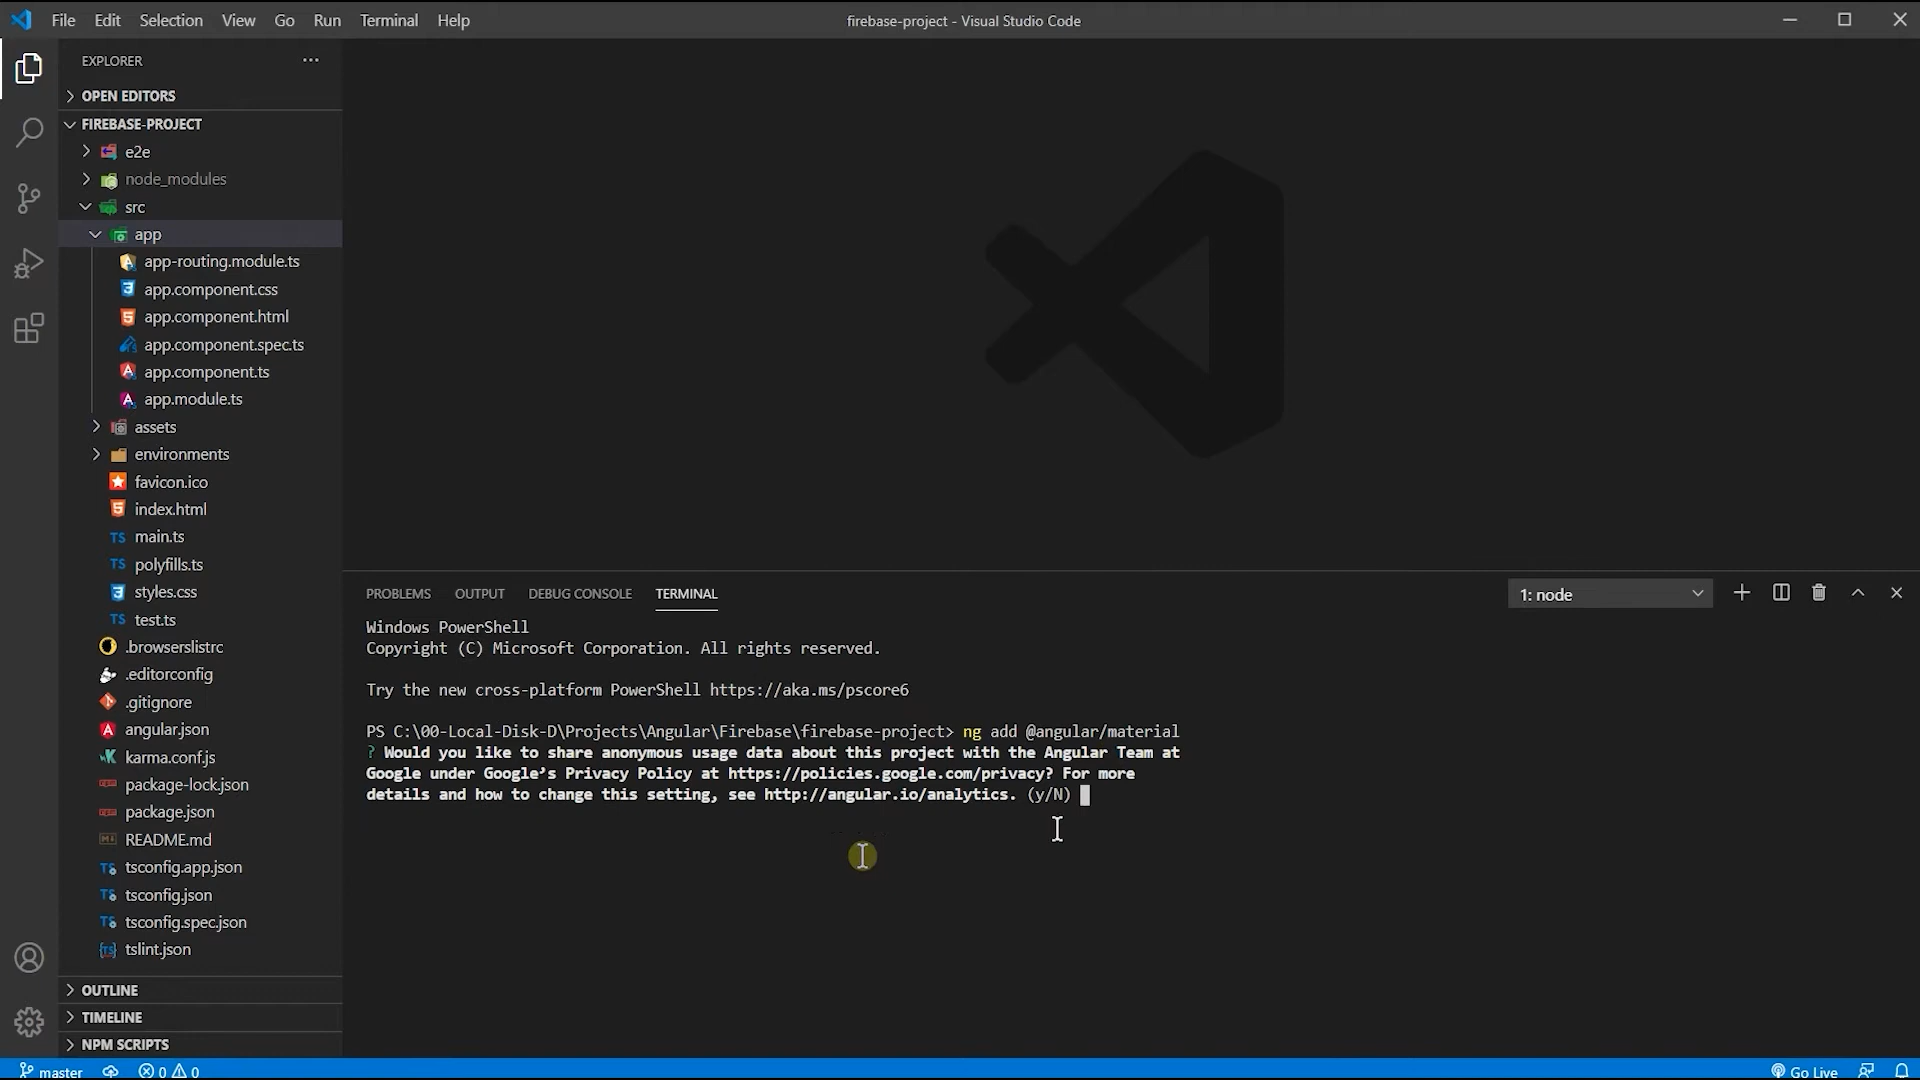 File Edit Selection View Go Run Terminal Help
firebase-project - Visual Studio Code
EXPLORER
OPEN EDITORS
FIREBASE-PROJECT
e2e
node_modules
src
app
app-routing.module.ts
app.component.css
app.component.html
app.component.spec.ts
app.component.ts
app.module.ts
assets
environments
favicon.ico
index.html
TS main.ts
TS polyfills.ts
styles.css
TS test.ts
.browserslistrc
.editorconfig
.gitignore
angular.json
karma.conf.js
package-lock.json
package.json
README.md
tsconfig.app.json
tsconfig.json
tsconfig.spec.json
tslint.json
OUTLINE
TIMELINE
NPM SCRIPTS
PROBLEMS OUTPUT DEBUG CONSOLE TERMINAL
1: node
Windows PowerShell
Copyright (C) Microsoft Corporation. All rights reserved.
Try the new cross-platform PowerShell https://aka.ms/pscore6
PS C:\00-Local-Disk-D\Projects\Angular\Firebase\firebase-project> ng add @angular/material
? Would you like to share anonymous usage data about this project with the Angular Team at
Google under Google’s Privacy Policy at https://policies.google.com/privacy? For more
details and how to change this setting, see http://angular.io/analytics. (y/N)
master 0 0
Go Live